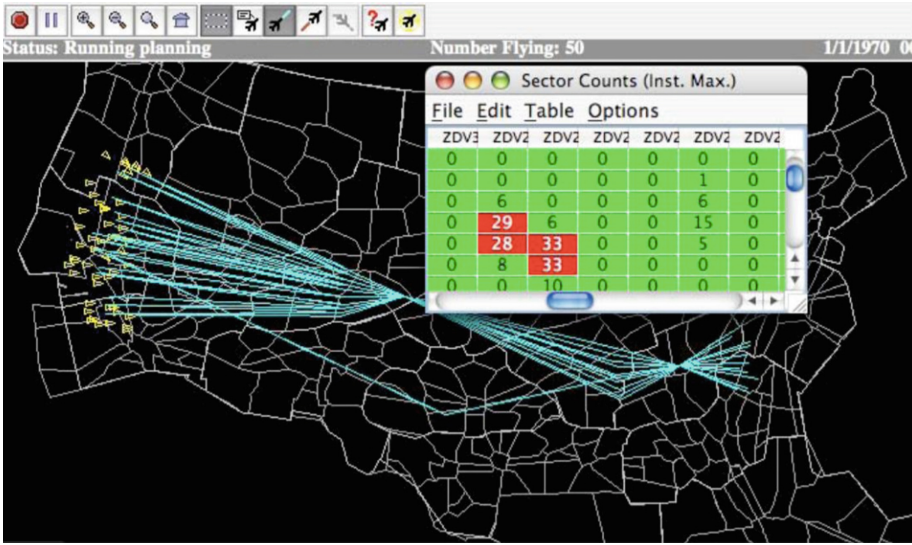 Status: Running planning Number Flying: 50 1/1/1970 0
Sector Counts (Inst. Max.)
File Edit Table Options
ZDV3 ZDV2 ZDV2 ZDV2 ZDV2 ZDV2 ZDV2
0 0 0 0 0 0 0
0 0 0 0 0 1 0
0 6 0 0 0 6 0
0 29 6 0 0 15 0
0 28 33 0 0 5 0
0 8 33 0 0 0 0
0 0 10 0 0 0 0